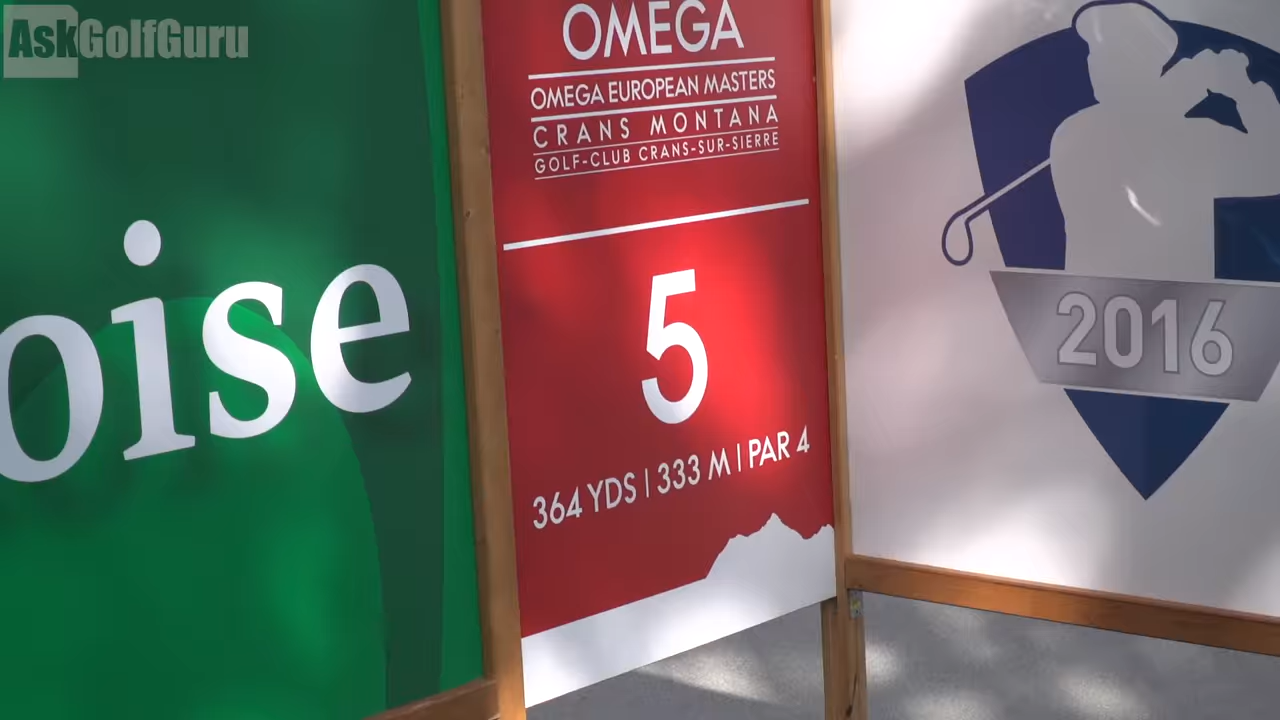 AskGolfGuru
oise
OMEGA
OMEGA EUROPEAN MASTERS
CRANS MONTANA
GOLF-CLUB CRANS-SUR-SIERRE
5
364 YDS | 333 M | PAR 4
2016